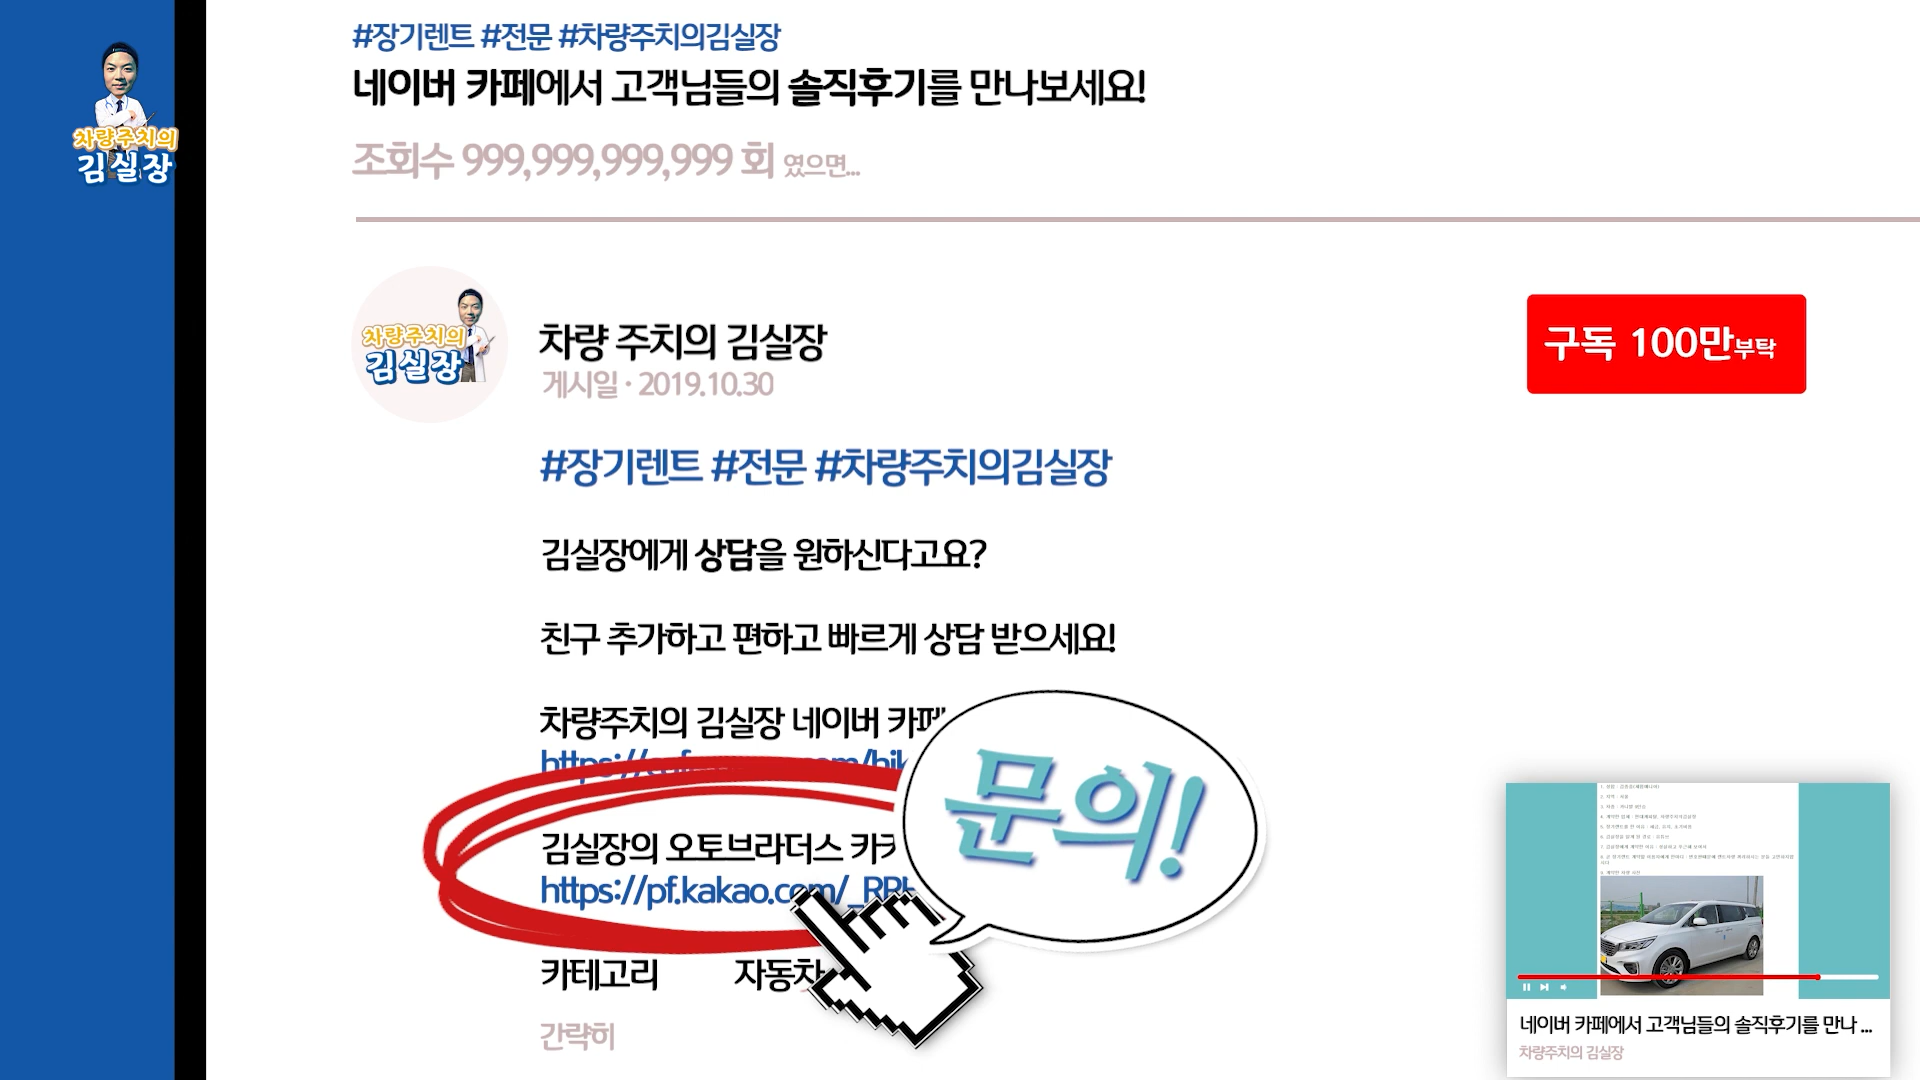 #장기렌트 #전문 #차량주치의김실장
네이버 카페에서 고객님들의 솔직후기를 만나보세요!
조회수 999,999,999,999 회 였으면...
차량주치의
김실장
차량주치의
김실장
차량 주치의 김실장
게시일 · 2019.10.30
구독 100만부탁
#장기렌트 #전문 #차량주치의김실장
김실장에게 상담을 원하신다고요?
친구 추가하고 편하고 빠르게 상담 받으세요!
차량주치의 김실장 네이버 카페
김실장의 오토브라더스
https://pf.kakao.com/
문의!
카테고리 자동차
간략히
네이버 카페에서 고객님들의 솔직후기를 만나 ...
차량주치의 김실장